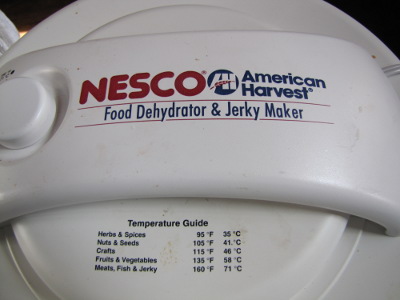 NESCO® American
Harvest®
Food Dehydrator & Jerky Maker
Temperature Guide
Herbs & Spices 95 °F 35 °C
Nuts & Seeds 105 °F 41 °C
Crafts 115 °F 46 °C
Fruits & Vegetables 135 °F 58 °C
Meats, Fish & Jerky 160 °F 71 °C